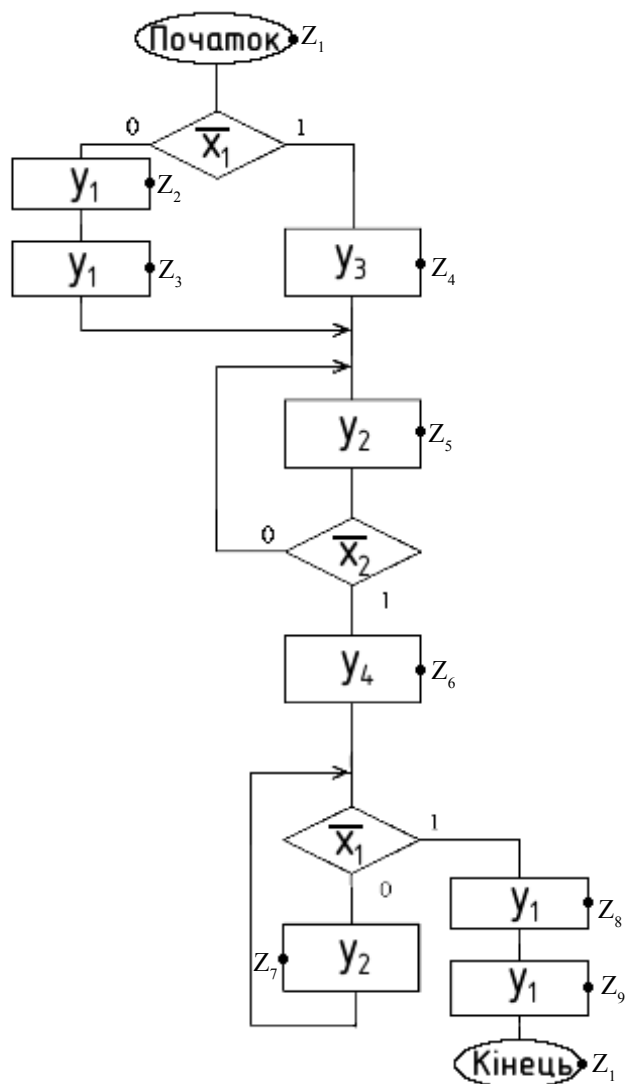 Початок Z₁
0 x̅₁ 1
y₁ Z₂
y₁ Z₃
y₃ Z₄
y₂ Z₅
0 x̅₂
1
y₄ Z₆
x̅₁ 1
0
y₁ Z₈
Z₇ y₂
y₁ Z₉
Кінець Z₁